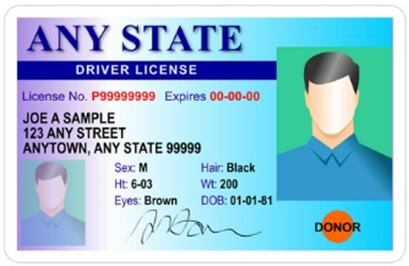 ANY STATE
DRIVER LICENSE
License No. P99999999 Expires 00-00-00
JOE A SAMPLE
123 ANY STREET
ANYTOWN, ANY STATE 99999
Sex: M Hair: Black
Ht: 6-03 Wt: 200
Eyes: Brown DOB: 01-01-81
DONOR